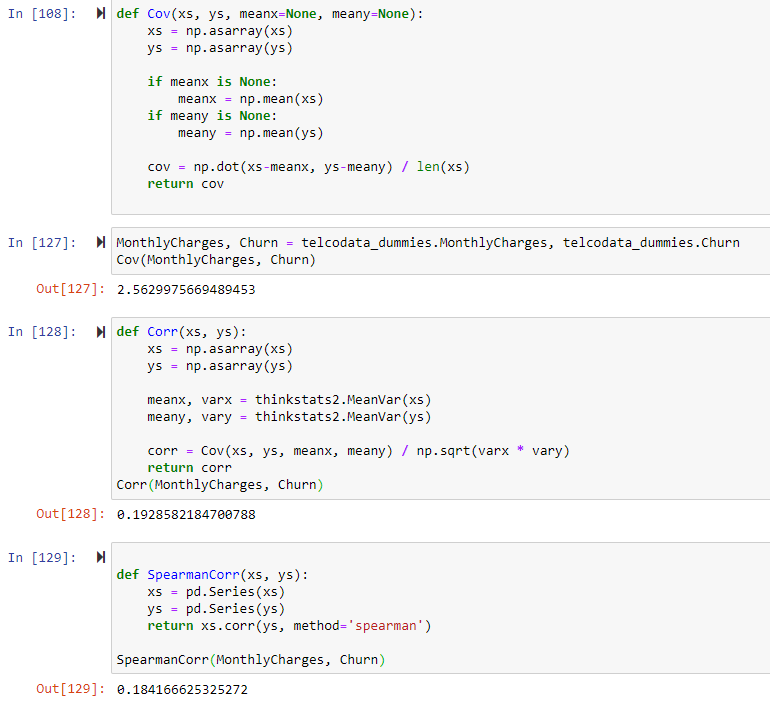 In [108]: def Cov(xs, ys, meanx=None, meany=None):
    xs = np.asarray(xs)
    ys = np.asarray(ys)

    if meanx is None:
        meanx = np.mean(xs)
    if meany is None:
        meany = np.mean(ys)

    cov = np.dot(xs-meanx, ys-meany) / len(xs)
    return cov

In [127]: MonthlyCharges, Churn = telcodata_dummies.MonthlyCharges, telcodata_dummies.Churn
Cov(MonthlyCharges, Churn)
Out[127]: 2.5629975669489453

In [128]: def Corr(xs, ys):
    xs = np.asarray(xs)
    ys = np.asarray(ys)

    meanx, varx = thinkstats2.MeanVar(xs)
    meany, vary = thinkstats2.MeanVar(ys)

    corr = Cov(xs, ys, meanx, meany) / np.sqrt(varx * vary)
    return corr
Corr(MonthlyCharges, Churn)
Out[128]: 0.1928582184700788

In [129]:
def SpearmanCorr(xs, ys):
    xs = pd.Series(xs)
    ys = pd.Series(ys)
    return xs.corr(ys, method='spearman')

SpearmanCorr(MonthlyCharges, Churn)
Out[129]: 0.184166625325272